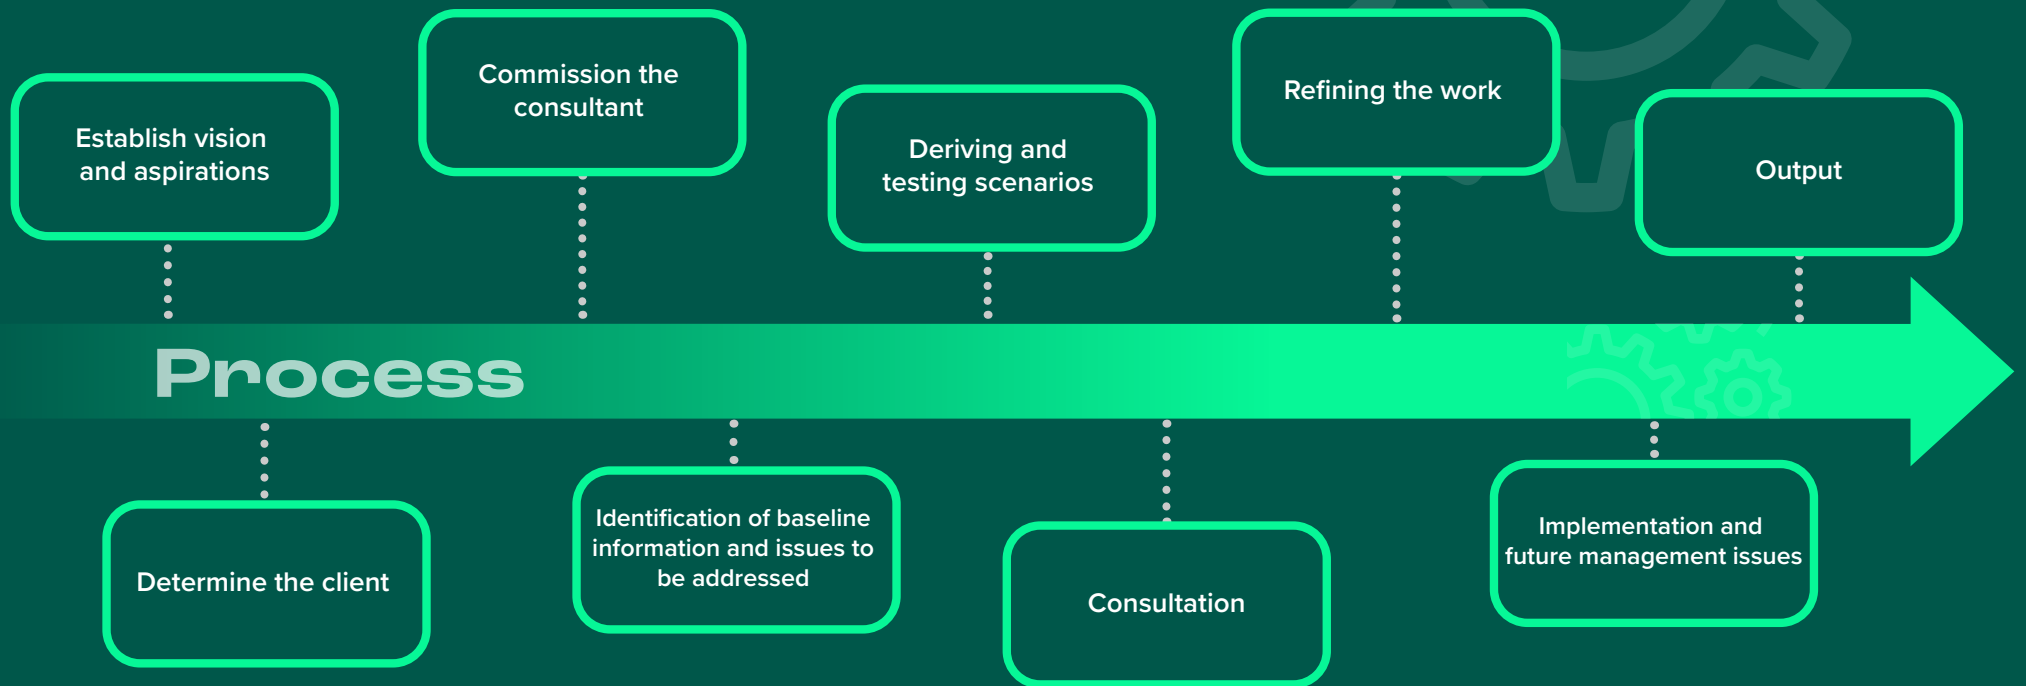 Establish vision
and aspirations
Commission the
consultant
Deriving and
testing scenarios
Refining the work
Output
Process
Determine the client
Identification of baseline
information and issues to
be addressed
Consultation
Implementation and
future management issues